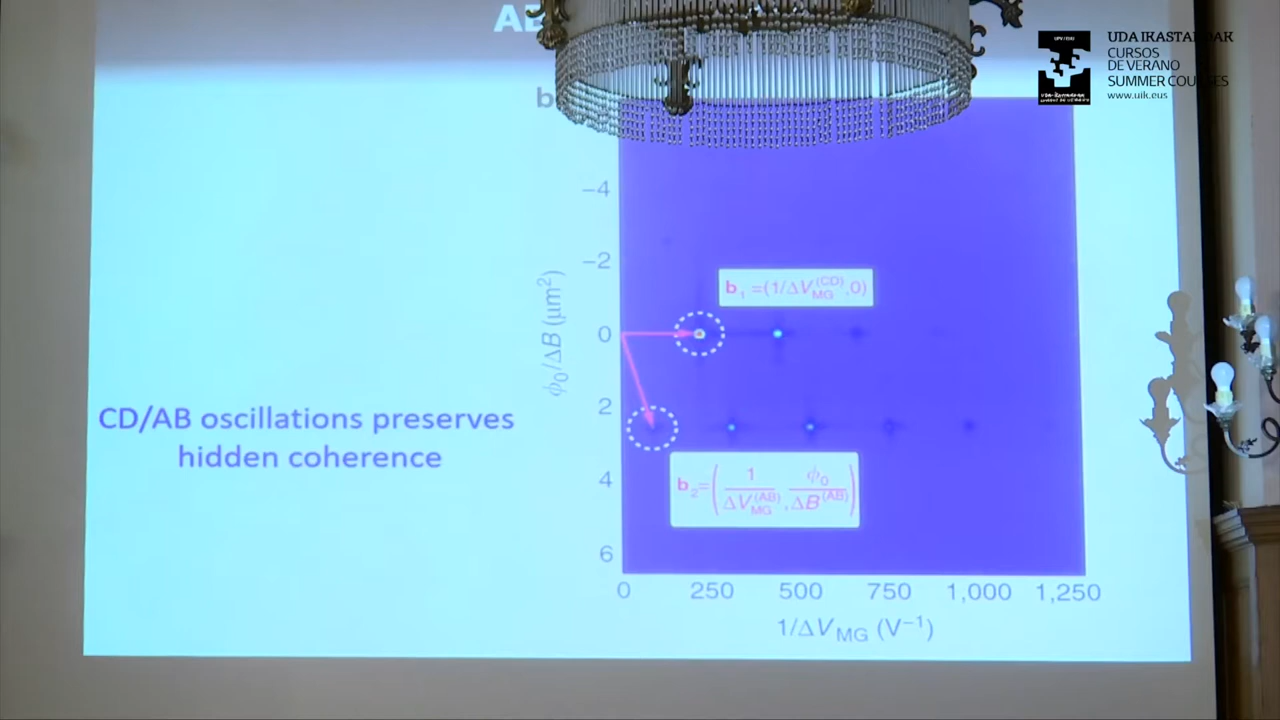 UDA IKASTAROAK
CURSOS
DE VERANO
SUMMER COURSES
www.uik.eus
b
−4
−2
0
2
4
6
ϕ₀/ΔB (μm²)
b₁=(1/ΔV_MG^(CD),0)
b₂=(1/ΔV_MG^(AB), ϕ₀/ΔB^(AB))
CD/AB oscillations preserves
hidden coherence
0 250 500 750 1,000 1,250
1/ΔV_MG (V⁻¹)